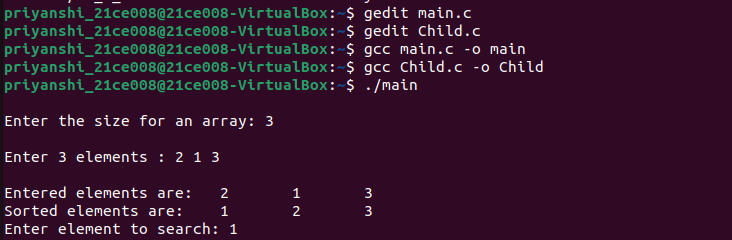 priyanshi_21ce008@21ce008-VirtualBox:~$ gedit main.c
priyanshi_21ce008@21ce008-VirtualBox:~$ gedit Child.c
priyanshi_21ce008@21ce008-VirtualBox:~$ gcc main.c -o main
priyanshi_21ce008@21ce008-VirtualBox:~$ gcc Child.c -o Child
priyanshi_21ce008@21ce008-VirtualBox:~$ ./main
Enter the size for an array: 3
Enter 3 elements : 2 1 3
Entered elements are: 2 1 3
Sorted elements are: 1 2 3
Enter element to search: 1